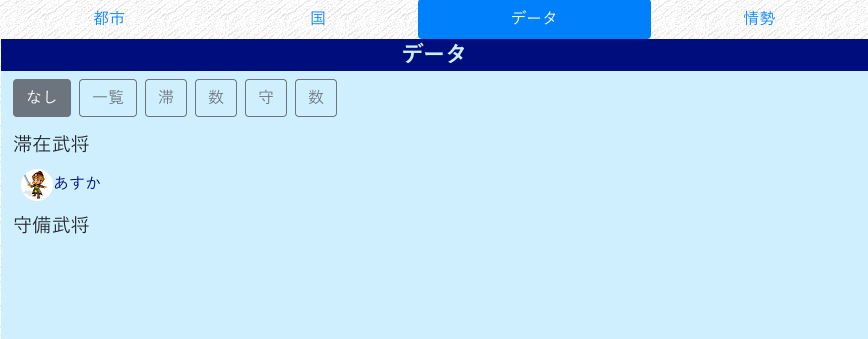 都市 国 データ 情勢
データ
なし 一覧 滞 数 守 数
滞在武将
あすか
守備武将